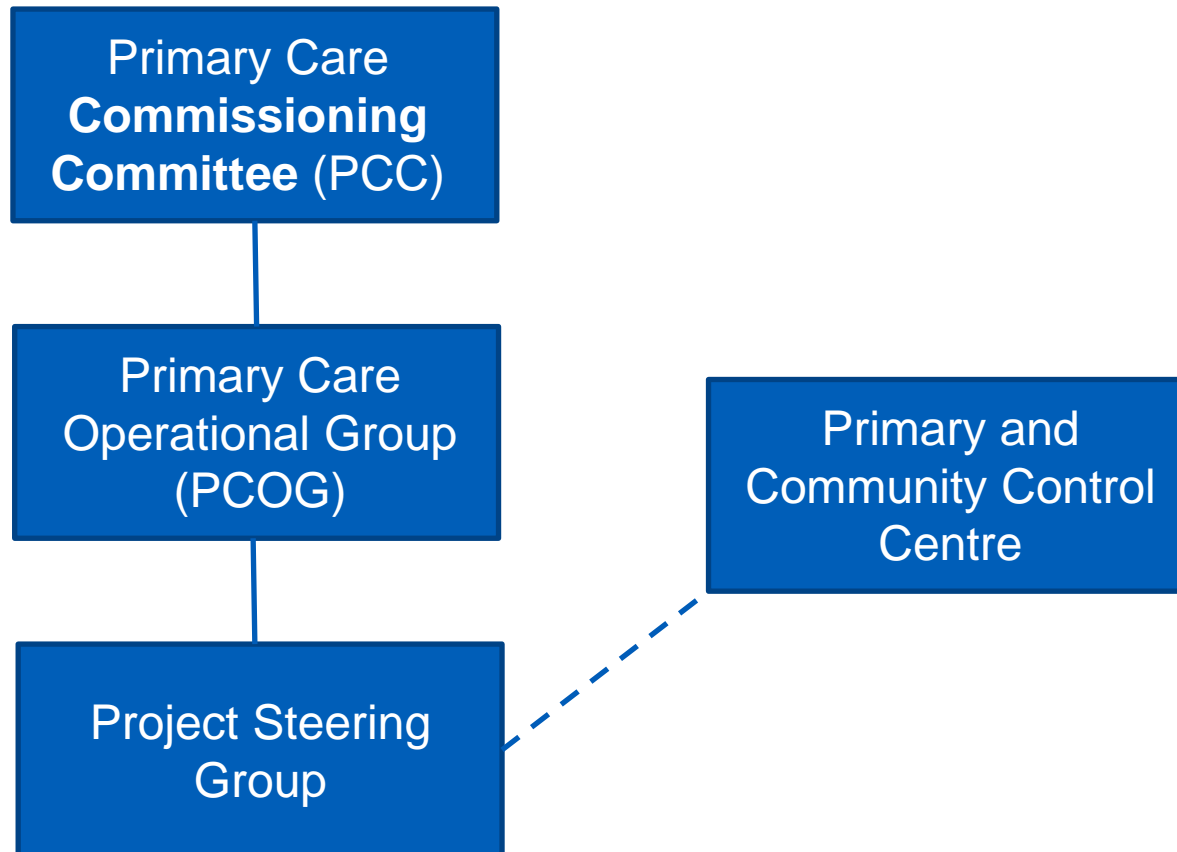 Primary Care
Commissioning
Committee (PCC)
Primary Care
Operational Group
(PCOG)
Primary and
Community Control
Centre
Project Steering
Group